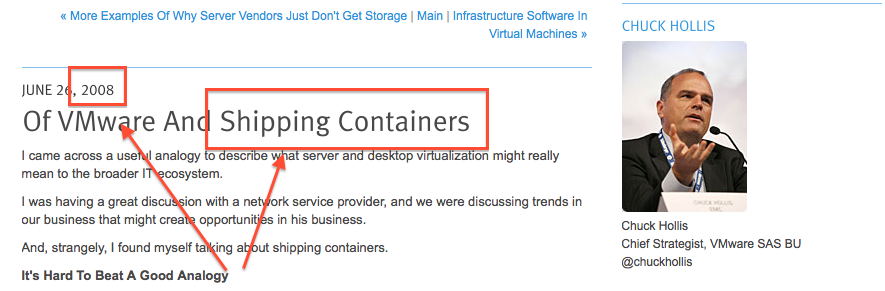 « More Examples Of Why Server Vendors Just Don't Get Storage | Main | Infrastructure Software In
Virtual Machines »
JUNE 26, 2008
Of VMware And Shipping Containers
I came across a useful analogy to describe what server and desktop virtualization might really
mean to the broader IT ecosystem.
I was having a great discussion with a network service provider, and we were discussing trends in
our business that might create opportunities in his business.
And, strangely, I found myself talking about shipping containers.
It's Hard To Beat A Good Analogy
CHUCK HOLLIS
CHUCK HOLLIS
EMC
Chuck Hollis
Chief Strategist, VMware SAS BU
@chuckhollis